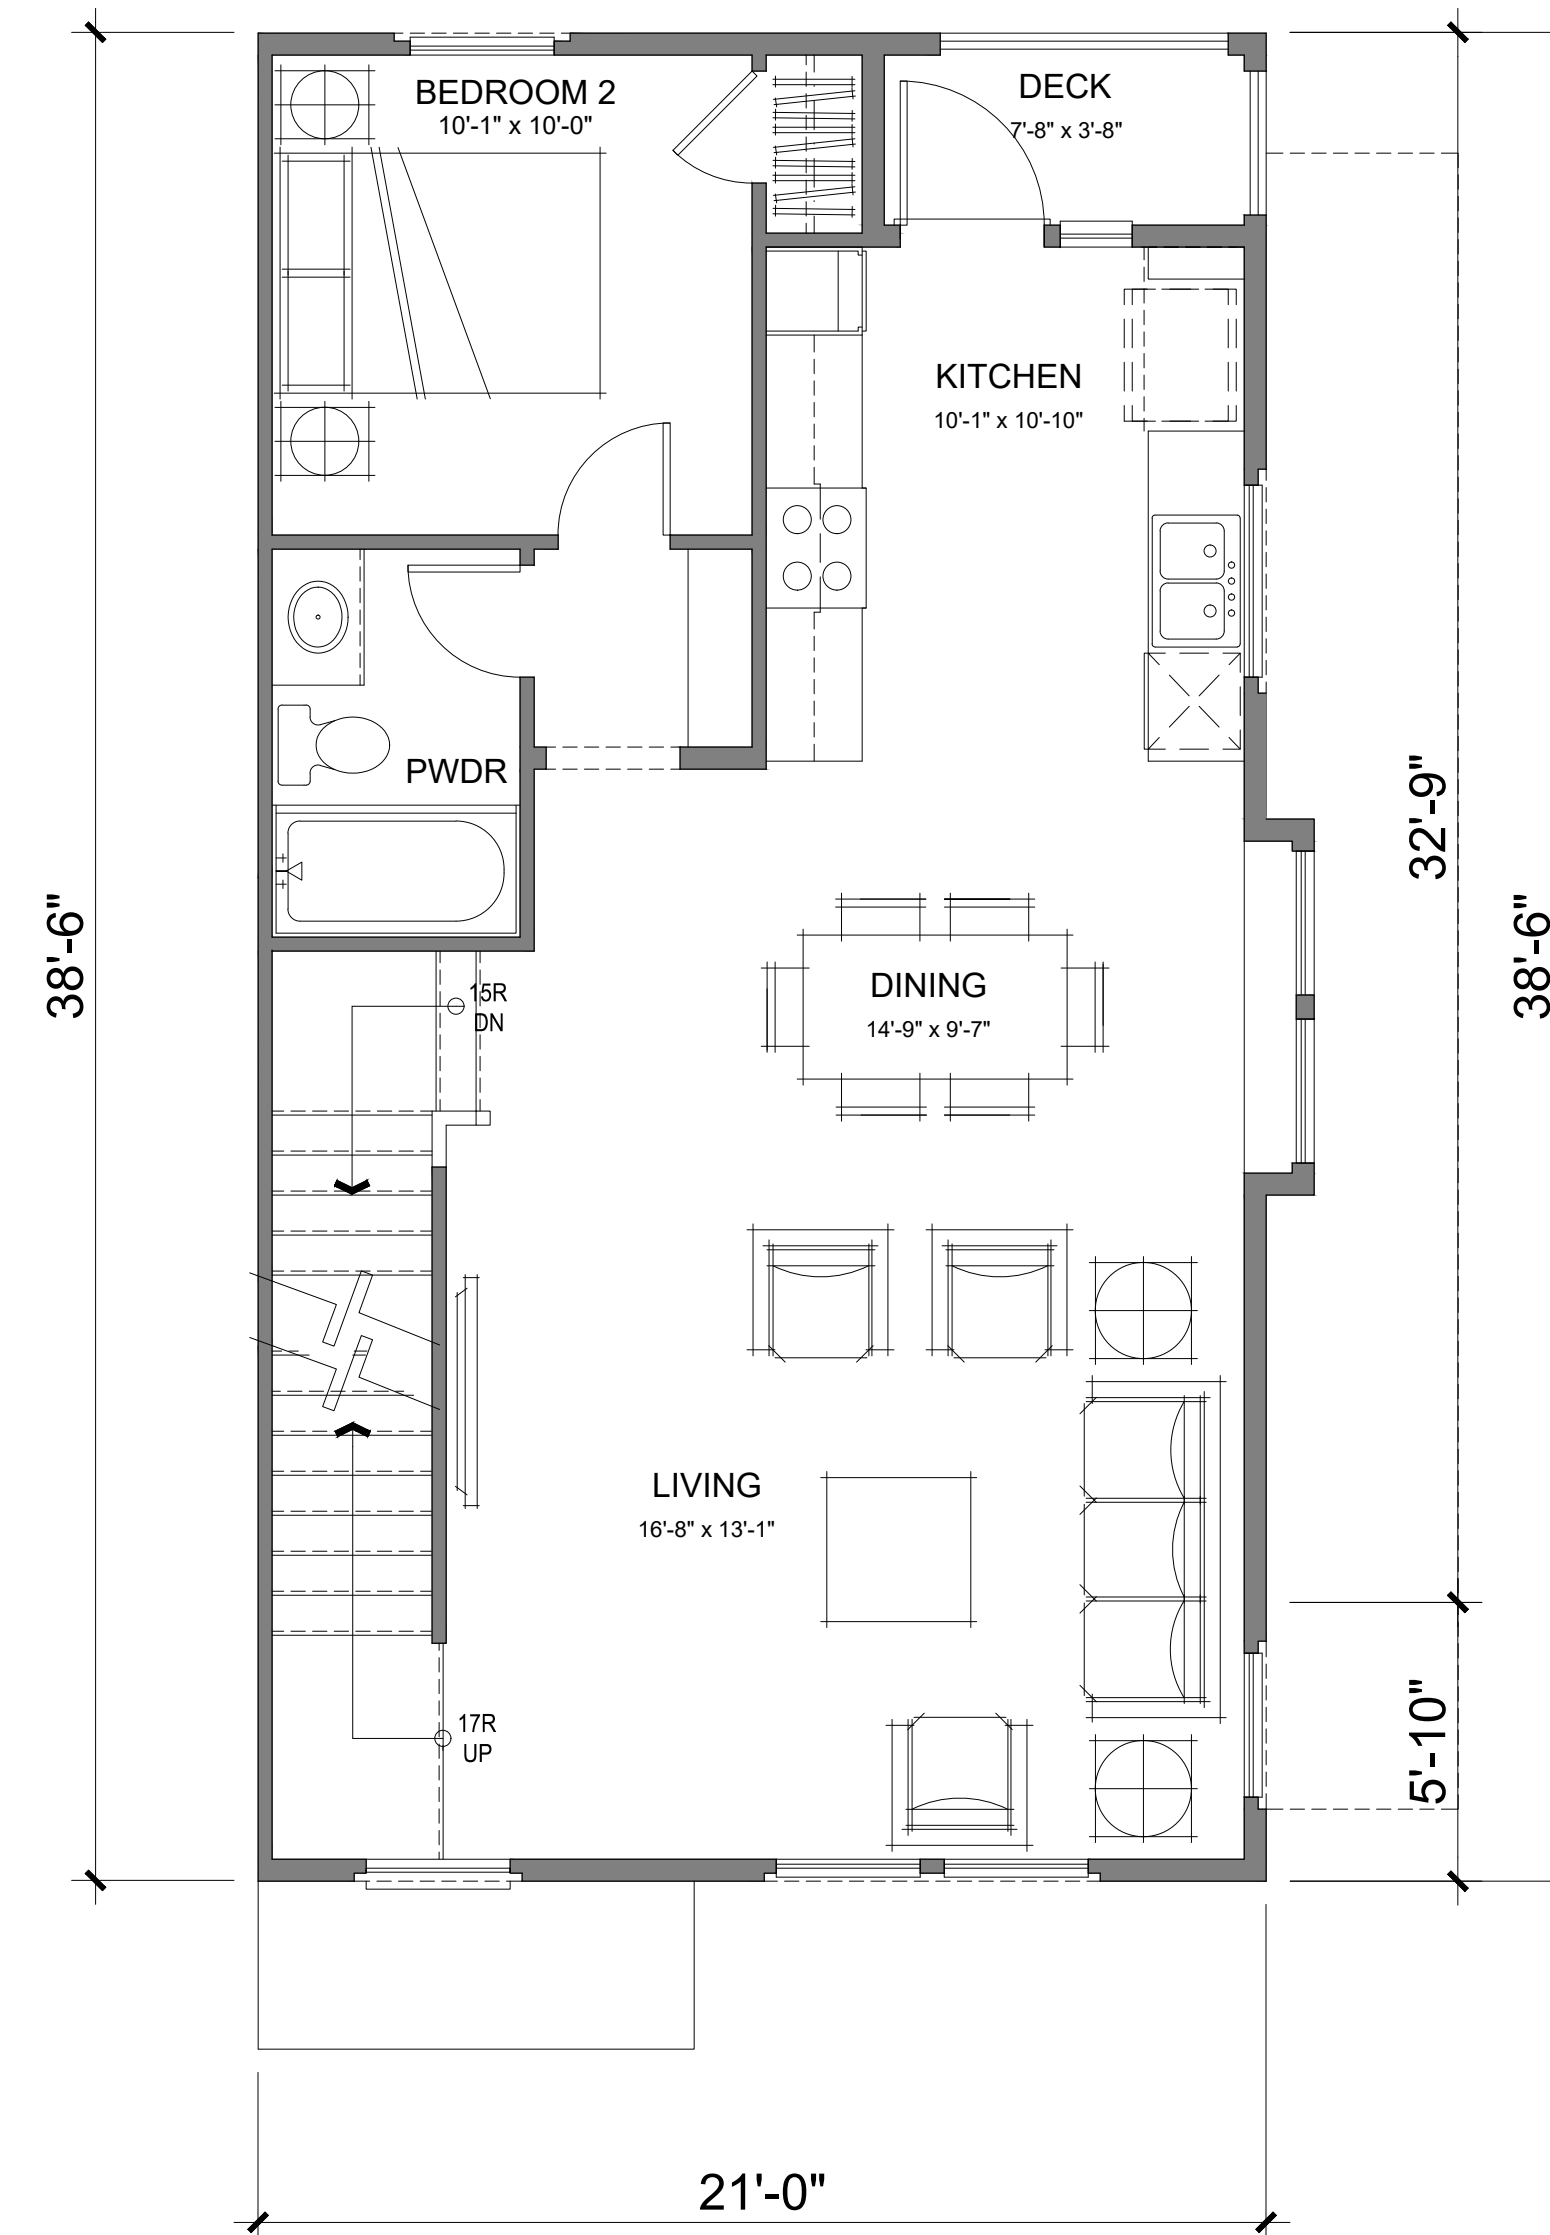 BEDROOM 2
10'-1" x 10'-0"
DECK
7'-8" x 3'-8"
KITCHEN
10'-1" x 10'-10"
PWDR
32'-9"
38'-6"
38'-6"
15R
DN
DINING
14'-9" x 9'-7"
LIVING
16'-8" x 13'-1"
17R
UP
5'-10"
21'-0"